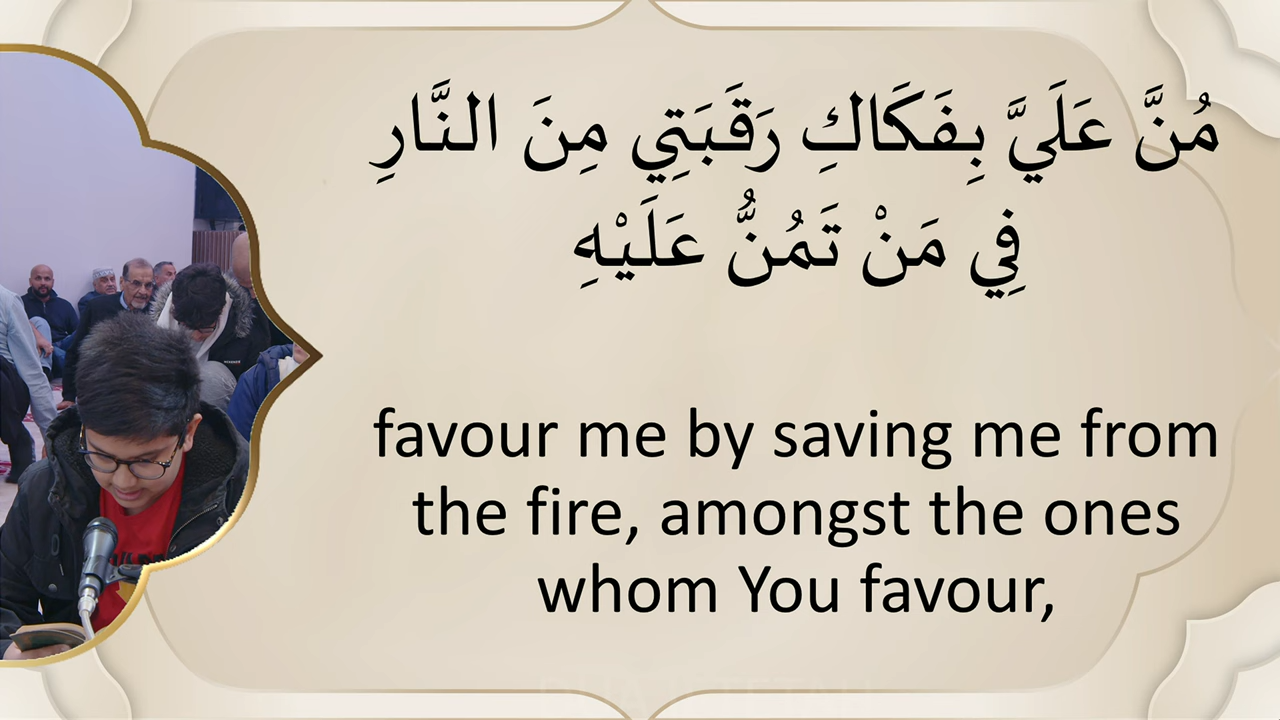 مُنَّ عَلَيَّ بِفَكَاكِ رَقَبَتِي مِنَ النَّارِ
فِي مَنْ تَمُنُّ عَلَيْهِ
favour me by saving me from
the fire, amongst the ones
whom You favour,